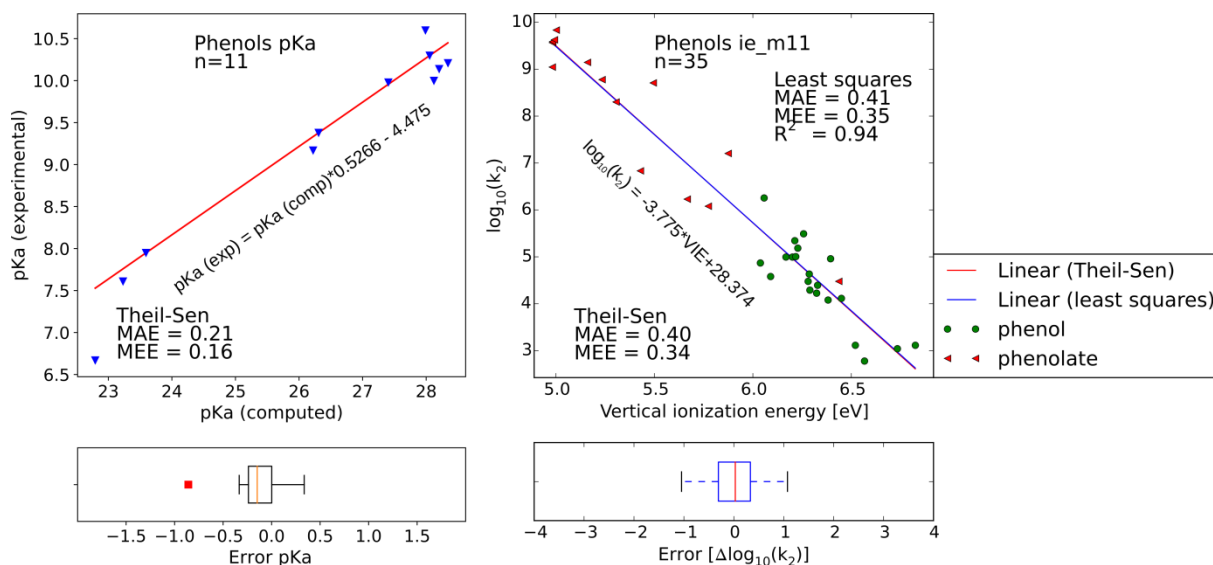 Phenols pKa
n=11
pKa (exp) = pKa (comp)*0.5266 - 4.475
Theil-Sen
MAE = 0.21
MEE = 0.16
pKa (experimental)
10.5
10.0
9.5
9.0
8.5
8.0
7.5
7.0
6.5
23 24 25 26 27 28
pKa (computed)
−1.5 −1.0 −0.5 0.0 0.5 1.0 1.5
Error pKa
Phenols ie_m11
n=35
Least squares
MAE = 0.41
MEE = 0.35
R² = 0.94
log₁₀(k₂) = -3.775*VIE+28.374
Theil-Sen
MAE = 0.40
MEE = 0.34
log₁₀(k₂)
10
9
8
7
6
5
4
3
5.0 5.5 6.0 6.5
Vertical ionization energy [eV]
Linear (Theil-Sen)
Linear (least squares)
phenol
phenolate
−4 −3 −2 −1 0 1 2 3 4
Error [Δlog₁₀(k₂)]